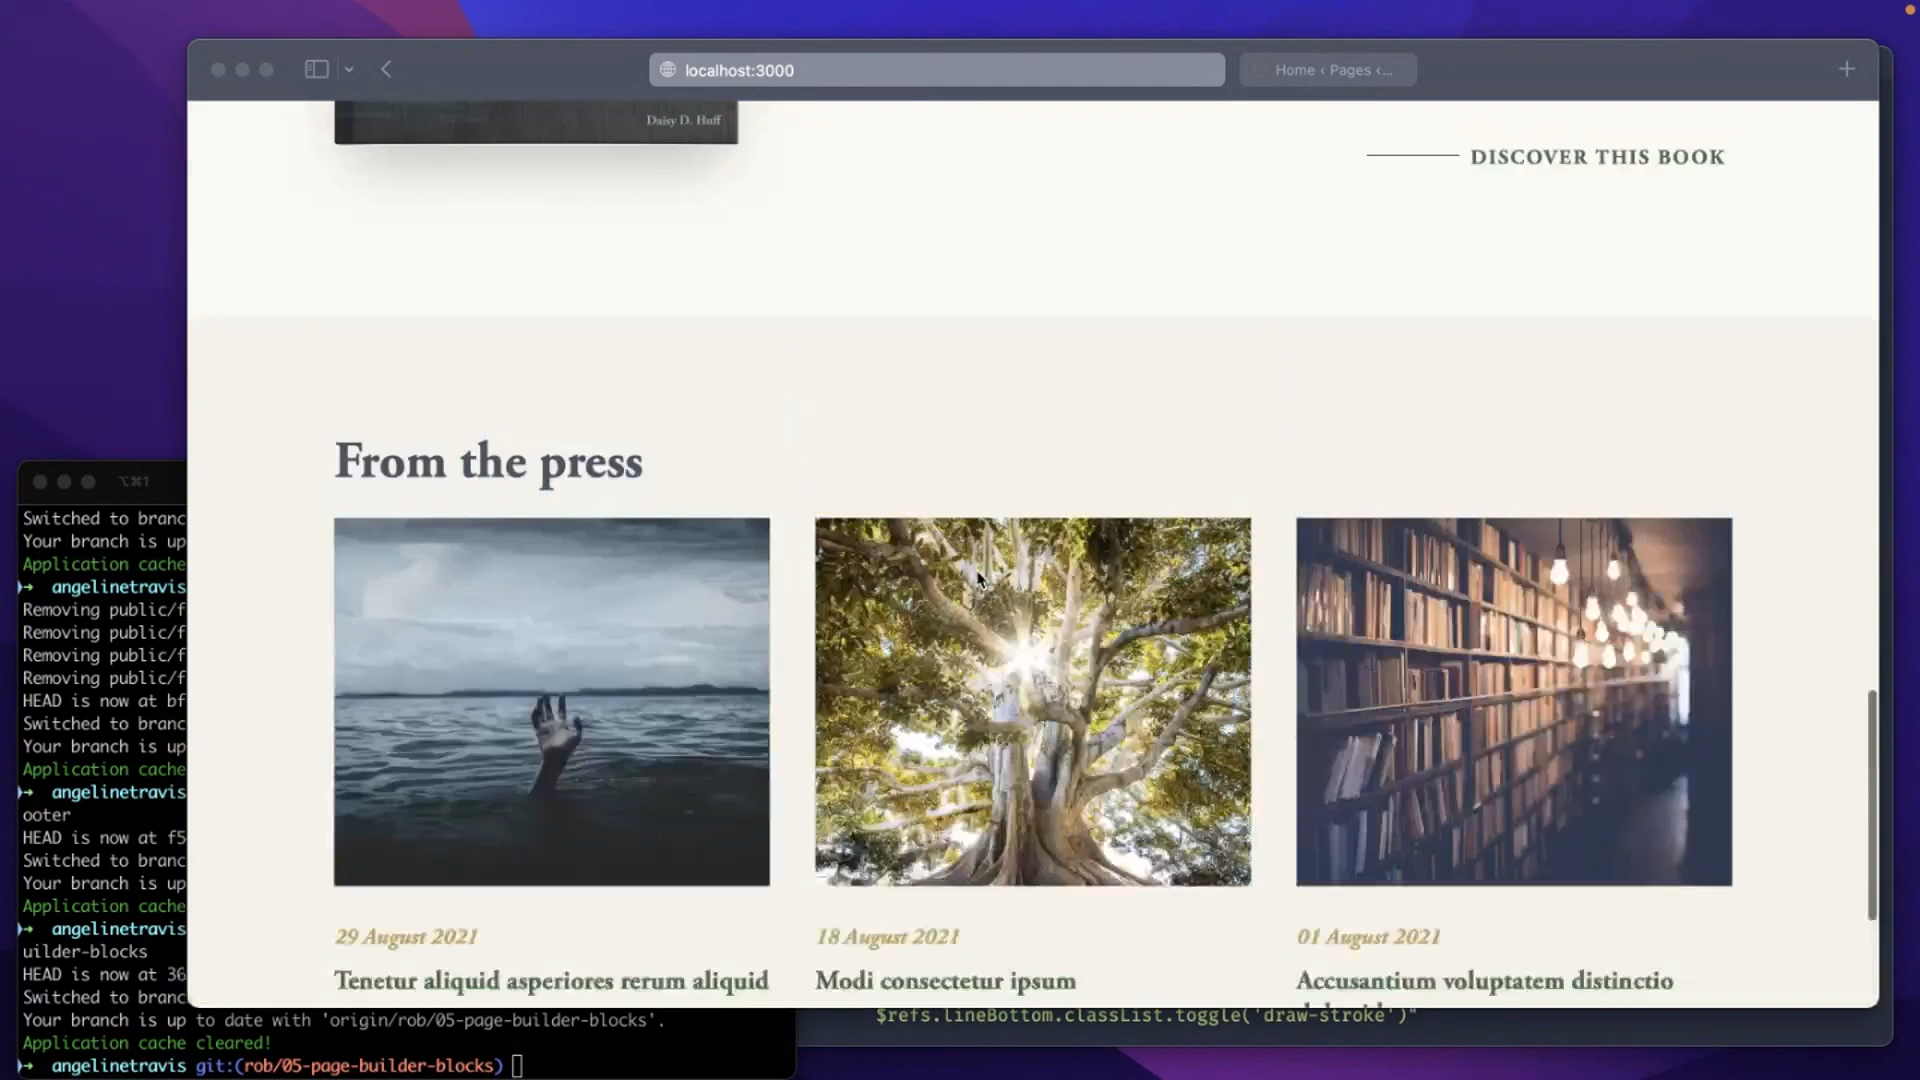 localhost:3000
Home ‹ Pages ‹...
Daisy D. Huff
DISCOVER THIS BOOK
From the press
29 August 2021
Tenetur aliquid asperiores rerum aliquid
18 August 2021
Modi consectetur ipsum
01 August 2021
Accusantium voluptatem distinctio
⌥⌘1
Switched to branc
Your branch is up
Application cache
→ angelinetravis
Removing public/f
Removing public/f
Removing public/f
Removing public/f
HEAD is now at bf
Switched to branc
Your branch is up
Application cache
→ angelinetravis
ooter
HEAD is now at f5
Switched to branc
Your branch is up
Application cache
→ angelinetravis
uilder-blocks
HEAD is now at 36
Switched to branc
Your branch is up to date with 'origin/rob/05-page-builder-blocks'.
Application cache cleared!
→ angelinetravis git:(rob/05-page-builder-blocks)
$refs.lineBottom.classList.toggle('draw-stroke')"